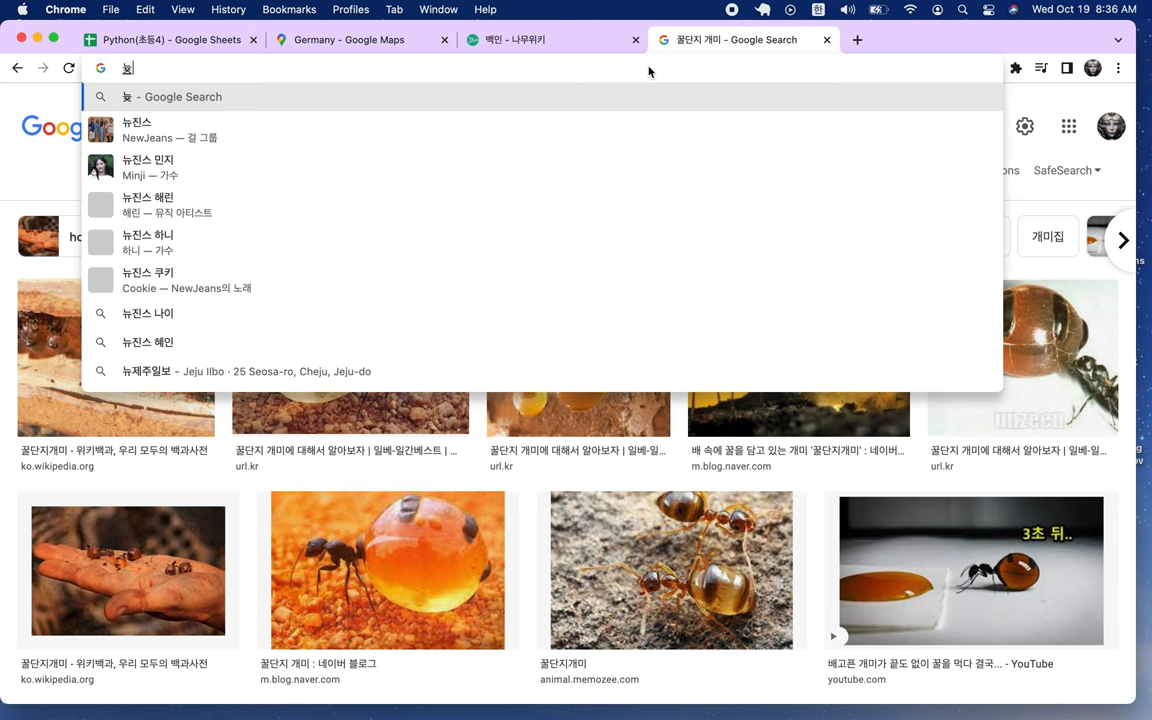 Chrome File Edit View History Bookmarks Profiles Tab Window Help 한 Wed Oct 19 8:36 AM
Python(초등4) - Google Sheets Germany - Google Maps 백인 - 나무위키 꿀단지 개미 - Google Search
늊
늊 - Google Search
뉴진스
NewJeans — 걸 그룹
뉴진스 민지
Minji — 가수
뉴진스 해린
해린 — 뮤직 아티스트
뉴진스 하니
하니 — 가수
뉴진스 쿠키
Cookie — NewJeans의 노래
뉴진스 나이
뉴진스 혜인
뉴제주일보 - Jeju Ilbo · 25 Seosa-ro, Cheju, Jeju-do
Goog
ons SafeSearch
ho
개미집
꿀단지개미 - 위키백과, 우리 모두의 백과사전
ko.wikipedia.org
꿀단지 개미에 대해서 알아보자 | 일베-일간베스트 | ...
url.kr
꿀단지 개미에 대해서 알아보자 | 일베-일...
url.kr
배 속에 꿀을 담고 있는 개미 '꿀단지개미' : 네이버...
m.blog.naver.com
꿀단지 개미에 대해서 알아보자 | 일베-일...
url.kr
3초 뒤..
꿀단지개미 - 위키백과, 우리 모두의 백과사전
ko.wikipedia.org
꿀단지 개미 : 네이버 블로그
m.blog.naver.com
꿀단지개미
animal.memozee.com
배고픈 개미가 끝도 없이 꿀을 먹다 결국... - YouTube
youtube.com